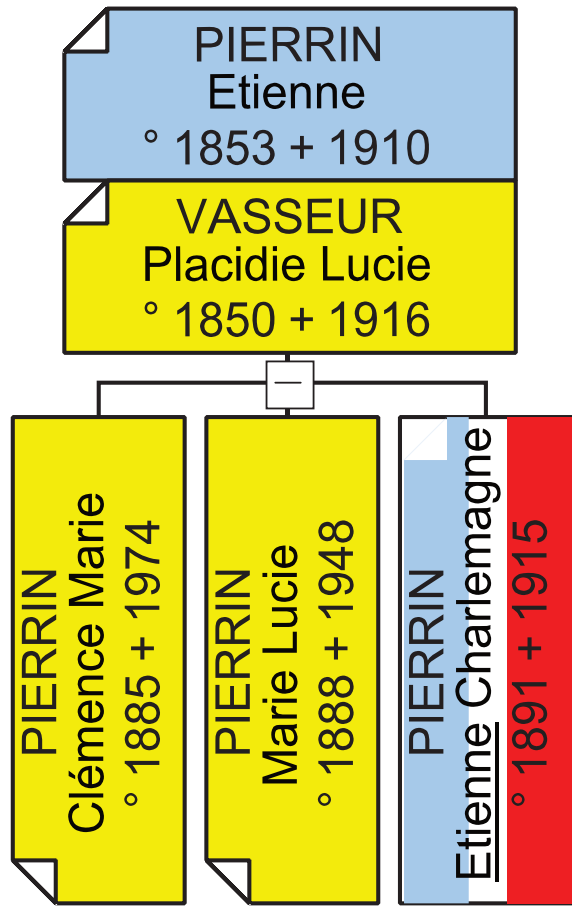 PIERRIN
Etienne
° 1853 + 1910
VASSEUR
Placidie Lucie
° 1850 + 1916
PIERRIN
Clémence Marie
° 1885 + 1974
PIERRIN
Marie Lucie
° 1888 + 1948
PIERRIN
Etienne Charlemagne
° 1891 + 1915